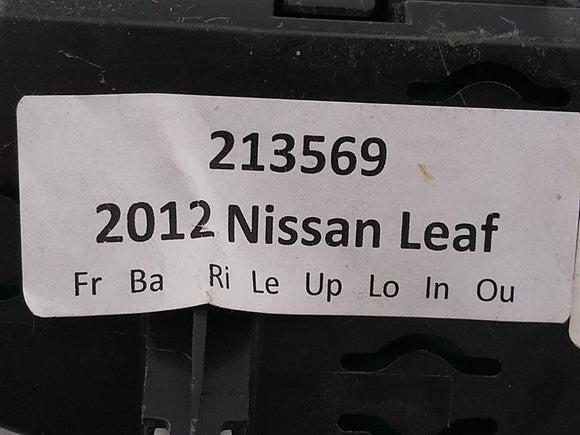 213569
2012 Nissan Leaf
Fr Ba Ri Le Up Lo In Ou